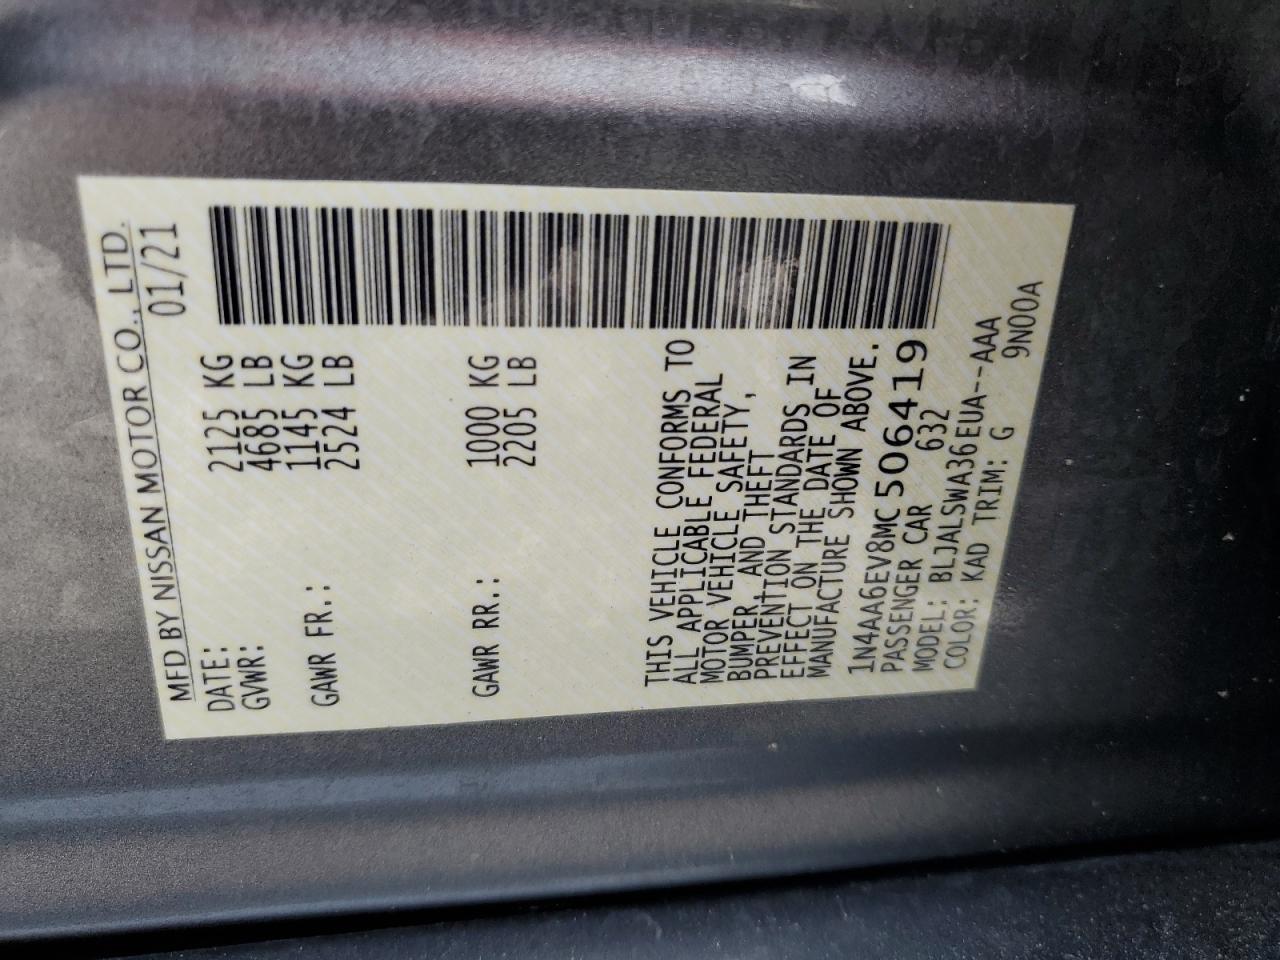 MFD BY NISSAN MOTOR CO., LTD.
DATE: 01/21
GVWR: 2125 KG
4685 LB
GAWR FR.: 1145 KG
2524 LB
GAWR RR.: 1000 KG
2205 LB
THIS VEHICLE CONFORMS TO
ALL APPLICABLE FEDERAL
MOTOR VEHICLE SAFETY,
BUMPER, AND THEFT
PREVENTION STANDARDS IN
EFFECT ON THE DATE OF
MANUFACTURE SHOWN ABOVE.
1N4AA6EV8MC506419
PASSENGER CAR 632
MODEL: BLJALSWA36EUA--AAA
COLOR: KAD TRIM: G 9N00A